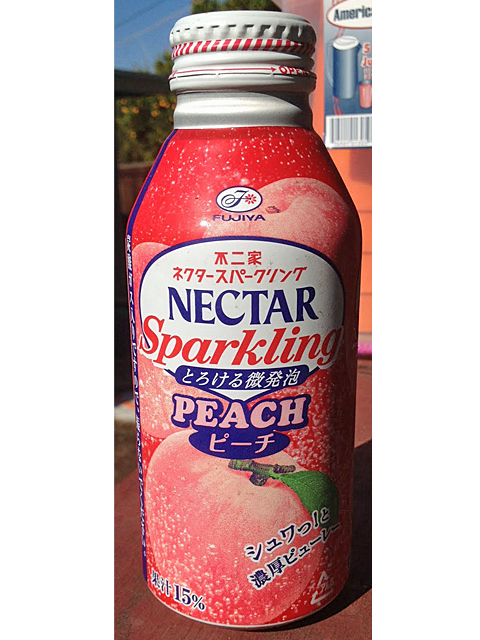 Americ
OPEN
F
FUJIYA
不二家
ネクタースパークリング
NECTAR
Sparkling
とろける微発泡
PEACH
ピーチ
シュワっ!と
濃厚ピューレー
果汁15%